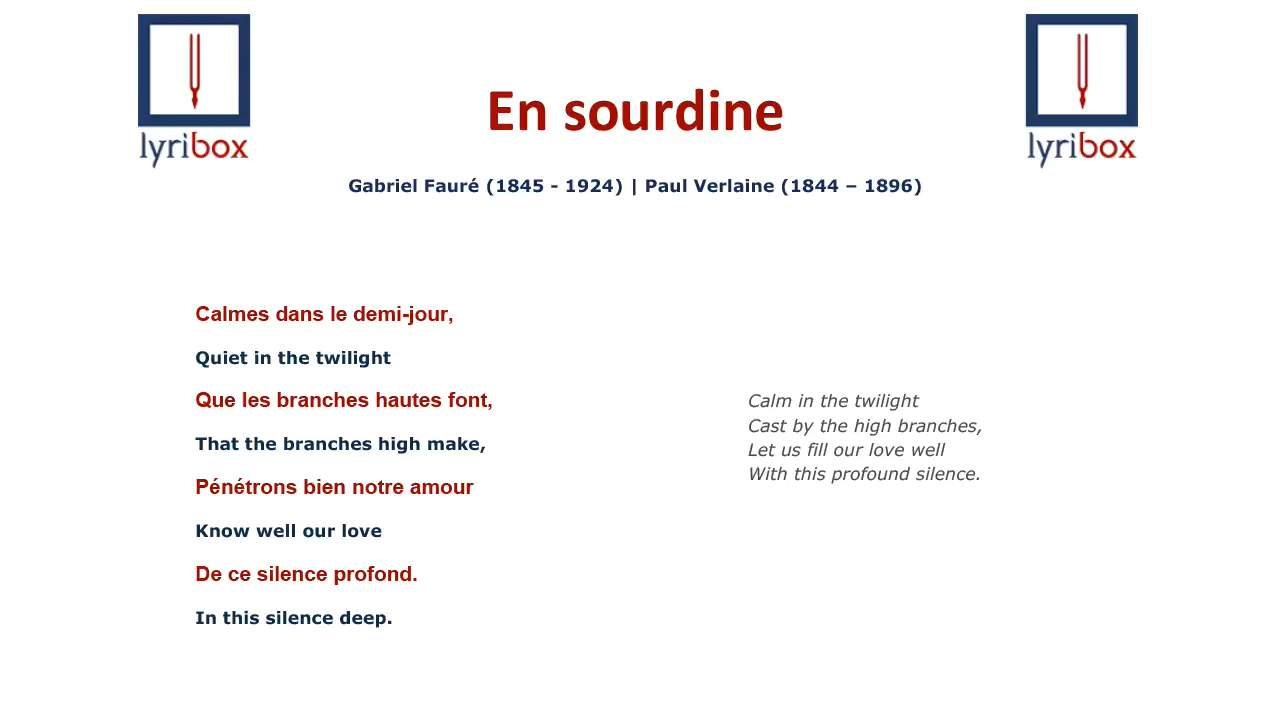 lyribox
lyribox
En sourdine
Gabriel Fauré (1845 - 1924) | Paul Verlaine (1844 – 1896)
Calmes dans le demi-jour,
Quiet in the twilight
Que les branches hautes font,
That the branches high make,
Pénétrons bien notre amour
Know well our love
De ce silence profond.
In this silence deep.
Calm in the twilight
Cast by the high branches,
Let us fill our love well
With this profound silence.